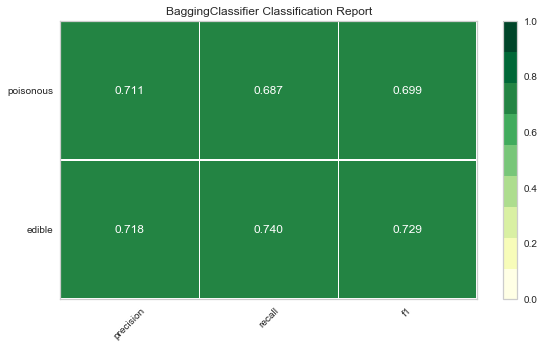 BaggingClassifier Classification Report
poisonous 0.711 0.687 0.699
edible 0.718 0.740 0.729
precision recall f1
1.0
0.8
0.6
0.4
0.2
0.0